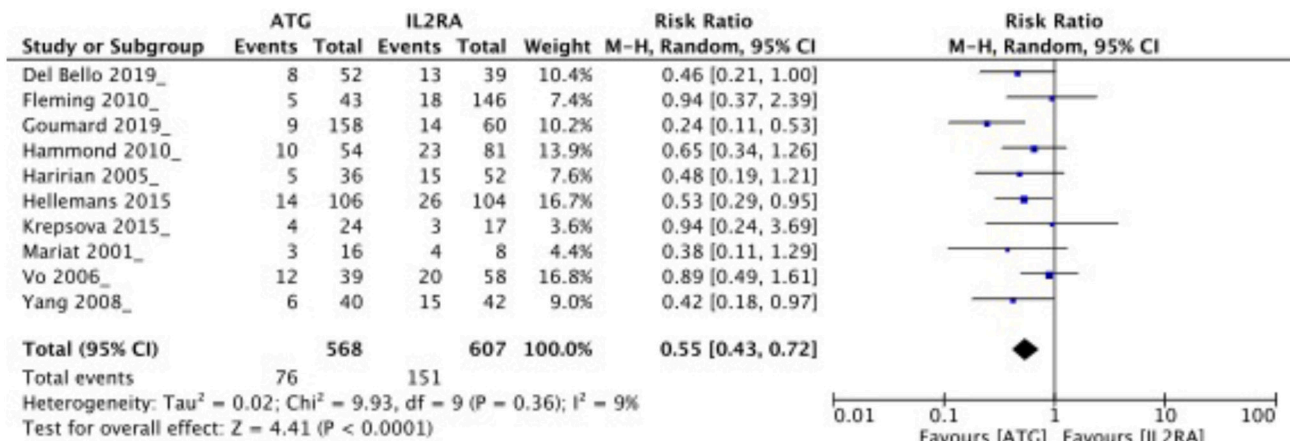 ATG IL2RA Risk Ratio Risk Ratio
Study or Subgroup Events Total Events Total Weight M-H, Random, 95% CI M-H, Random, 95% CI
Del Bello 2019_ 8 52 13 39 10.4% 0.46 [0.21, 1.00]
Fleming 2010_ 5 43 18 146 7.4% 0.94 [0.37, 2.39]
Goumard 2019_ 9 158 14 60 10.2% 0.24 [0.11, 0.53]
Hammond 2010_ 10 54 23 81 13.9% 0.65 [0.34, 1.26]
Haririan 2005_ 5 36 15 52 7.6% 0.48 [0.19, 1.21]
Hellemans 2015 14 106 26 104 16.7% 0.53 [0.29, 0.95]
Krepsova 2015_ 4 24 3 17 3.6% 0.94 [0.24, 3.69]
Mariat 2001_ 3 16 4 8 4.4% 0.38 [0.11, 1.29]
Vo 2006_ 12 39 20 58 16.8% 0.89 [0.49, 1.61]
Yang 2008_ 6 40 15 42 9.0% 0.42 [0.18, 0.97]
Total (95% CI) 568 607 100.0% 0.55 [0.43, 0.72]
Total events 76 151
Heterogeneity: Tau² = 0.02; Chi² = 9.93, df = 9 (P = 0.36); I² = 9%
Test for overall effect: Z = 4.41 (P < 0.0001)
0.01 0.1 1 10 100
Favours [ATG] Favours [IL2RA]